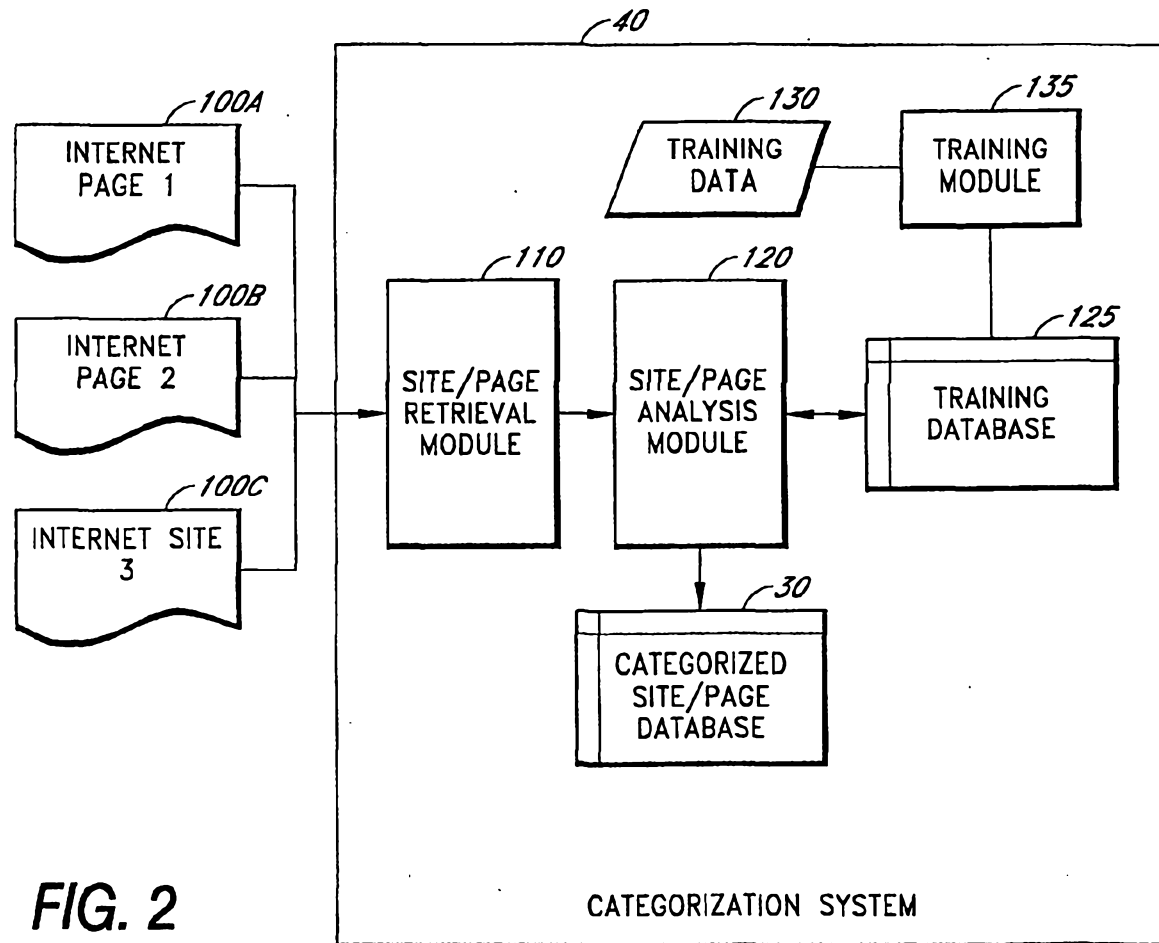 40
100A
INTERNET
PAGE 1
100B
INTERNET
PAGE 2
100C
INTERNET SITE
3
110
SITE/PAGE
RETRIEVAL
MODULE
120
SITE/PAGE
ANALYSIS
MODULE
130
TRAINING
DATA
135
TRAINING
MODULE
125
TRAINING
DATABASE
30
CATEGORIZED
SITE/PAGE
DATABASE
CATEGORIZATION SYSTEM
FIG. 2